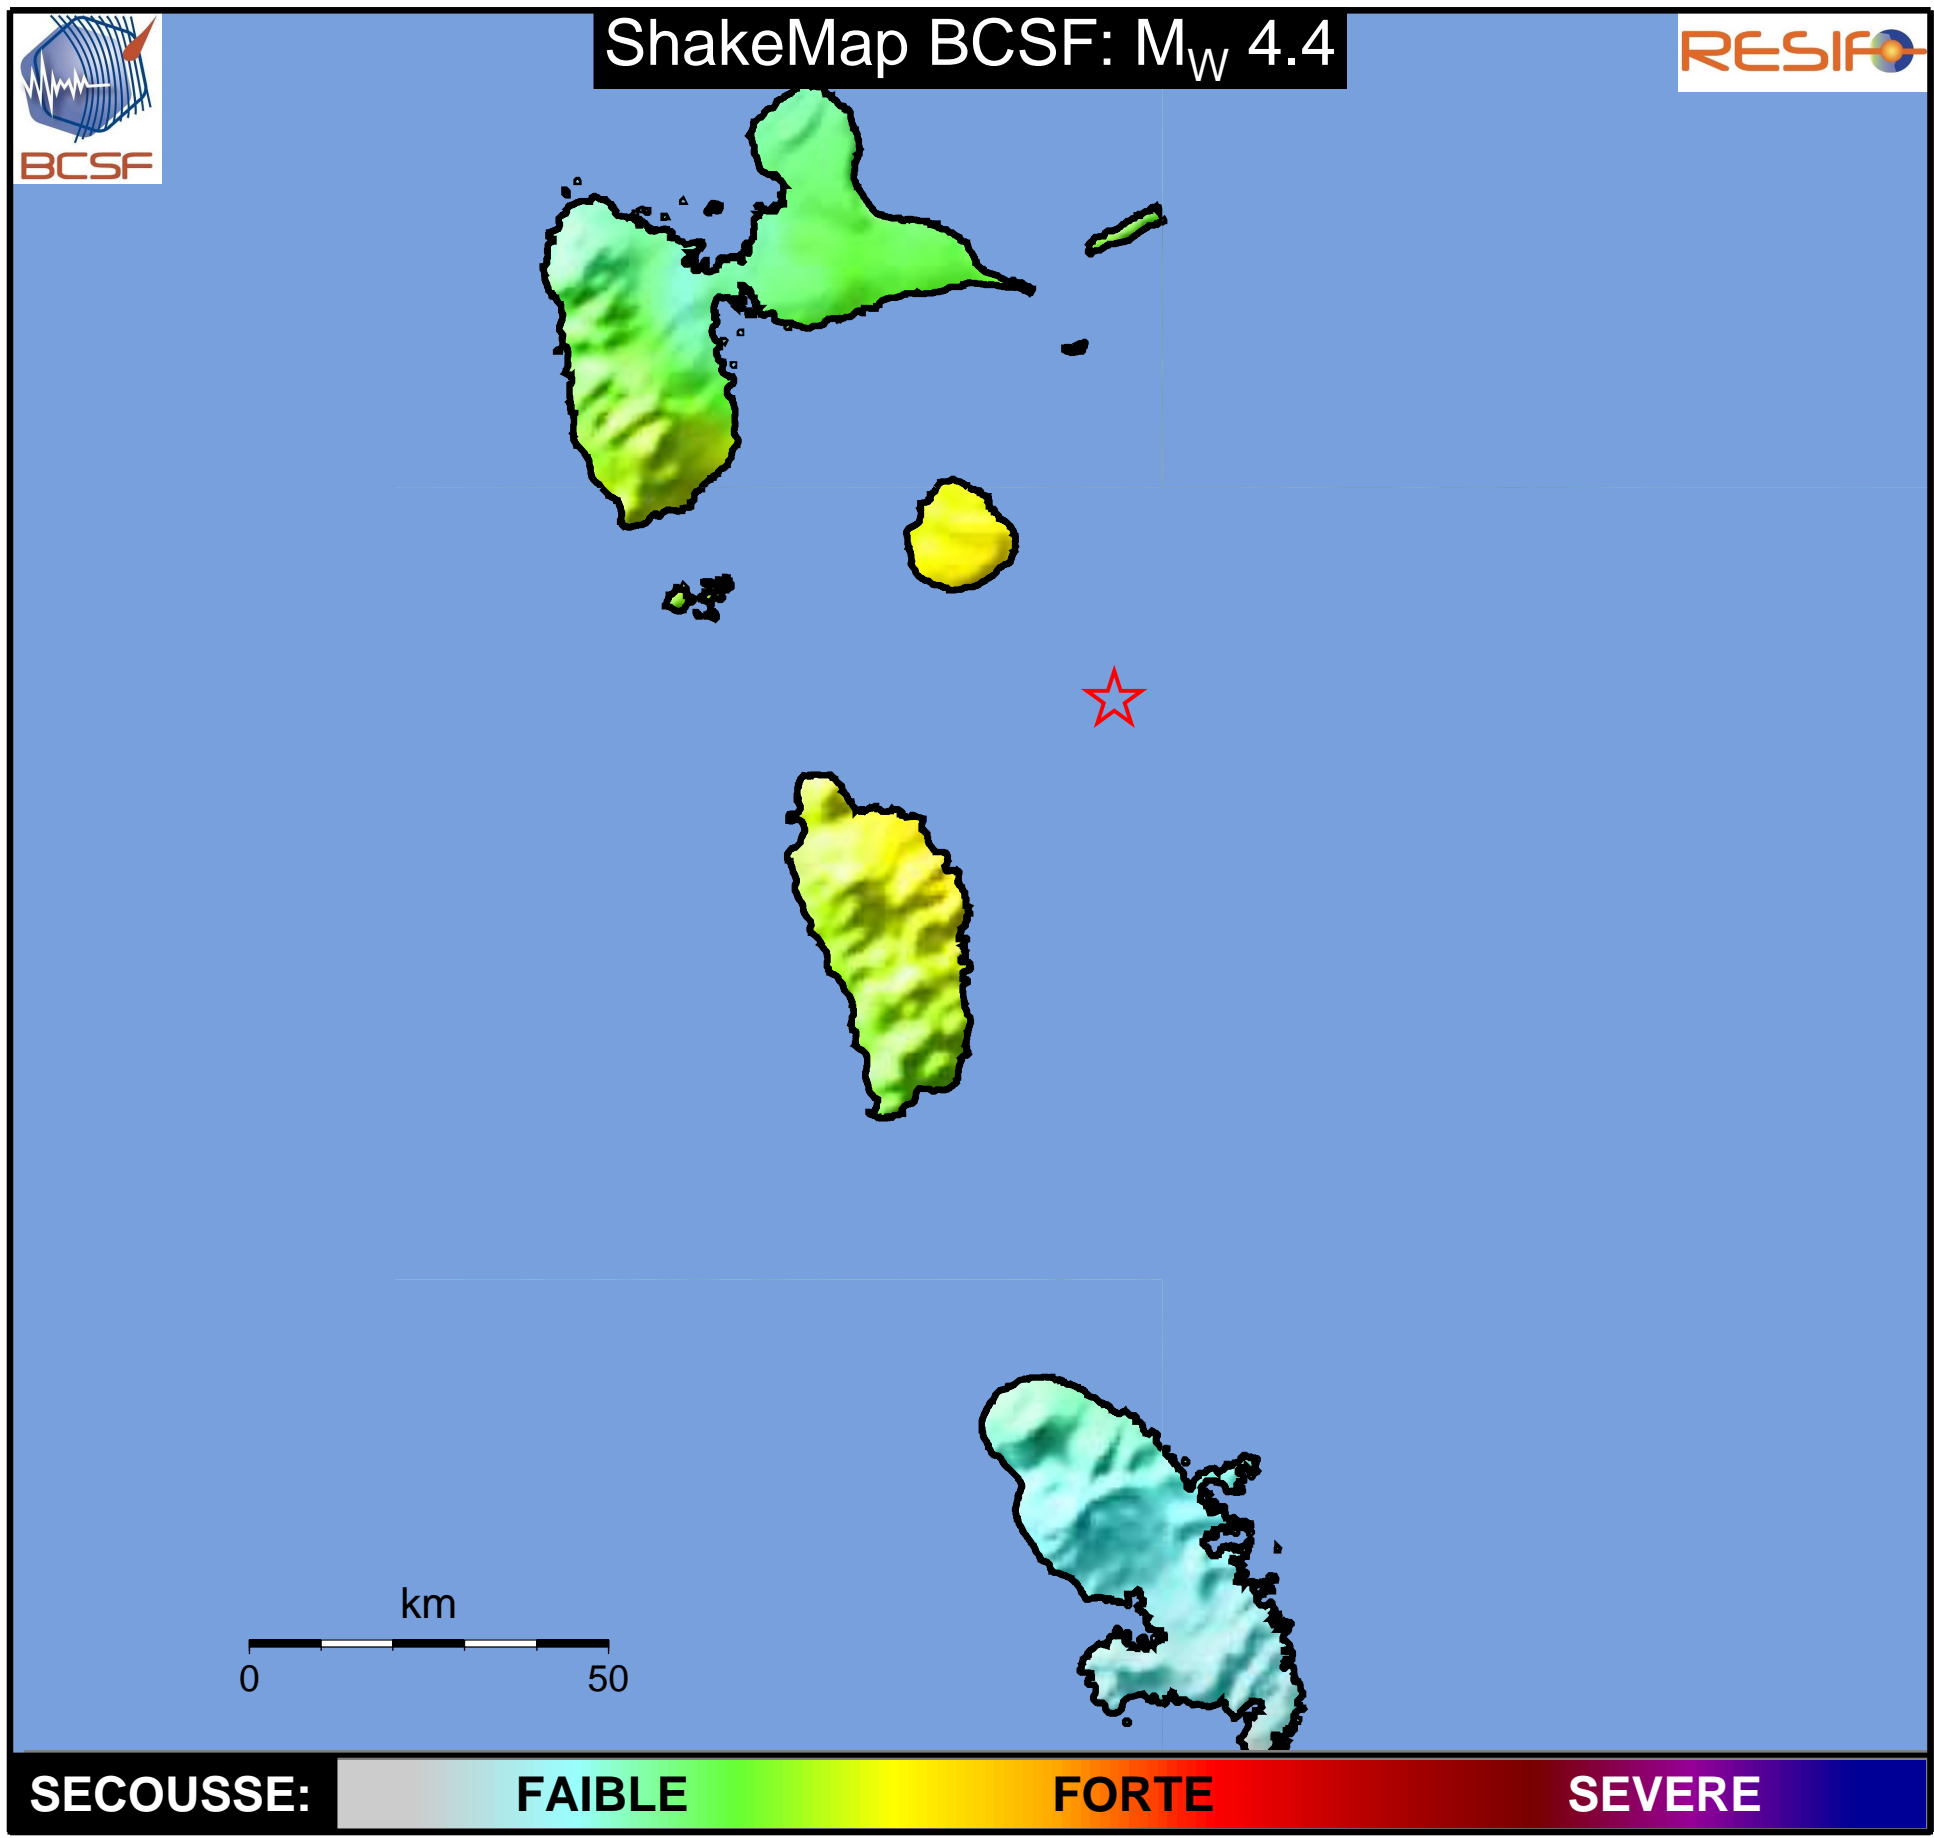 ShakeMap BCSF: MW 4.4
BCSF
RESIF
km
0 50
SECOUSSE: FAIBLE FORTE SEVERE